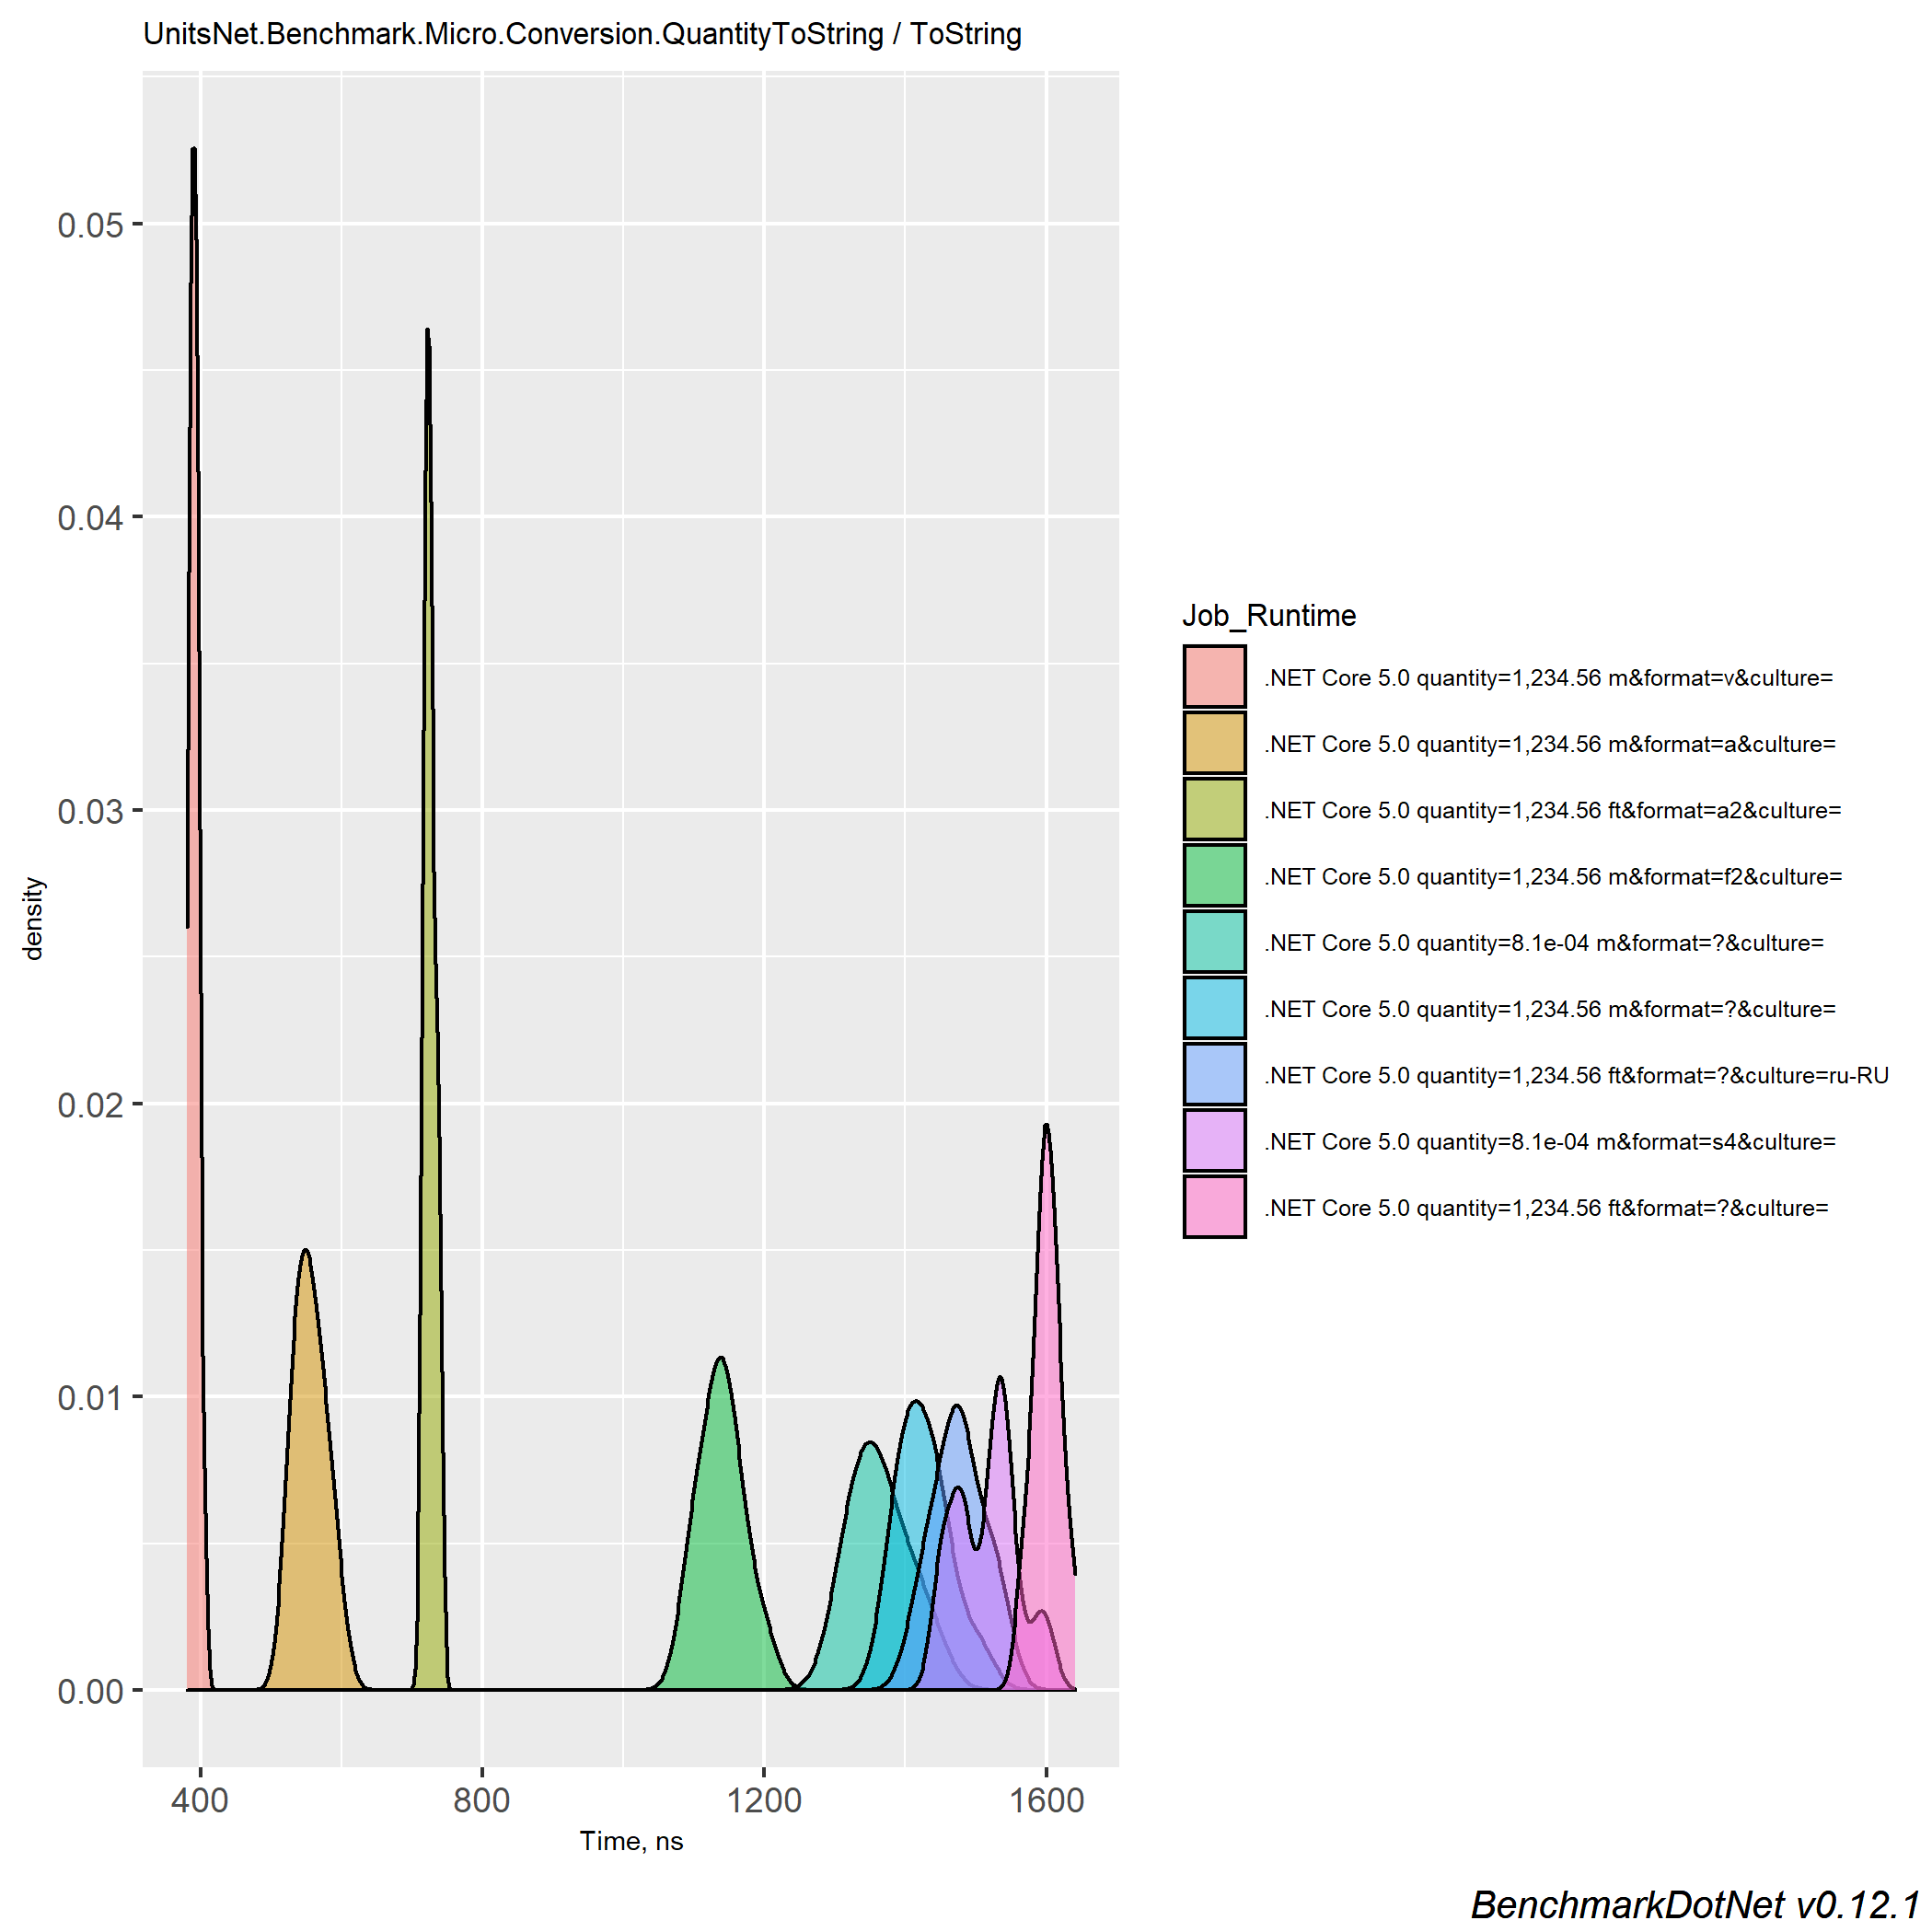 UnitsNet.Benchmark.Micro.Conversion.QuantityToString / ToString
0.05
0.04
0.03
0.02
0.01
0.00
density
400 800 1200 1600
Time, ns
Job_Runtime
.NET Core 5.0 quantity=1,234.56 m&format=v&culture=
.NET Core 5.0 quantity=1,234.56 m&format=a&culture=
.NET Core 5.0 quantity=1,234.56 ft&format=a2&culture=
.NET Core 5.0 quantity=1,234.56 m&format=f2&culture=
.NET Core 5.0 quantity=8.1e-04 m&format=?&culture=
.NET Core 5.0 quantity=1,234.56 m&format=?&culture=
.NET Core 5.0 quantity=1,234.56 ft&format=?&culture=ru-RU
.NET Core 5.0 quantity=8.1e-04 m&format=s4&culture=
.NET Core 5.0 quantity=1,234.56 ft&format=?&culture=
BenchmarkDotNet v0.12.1